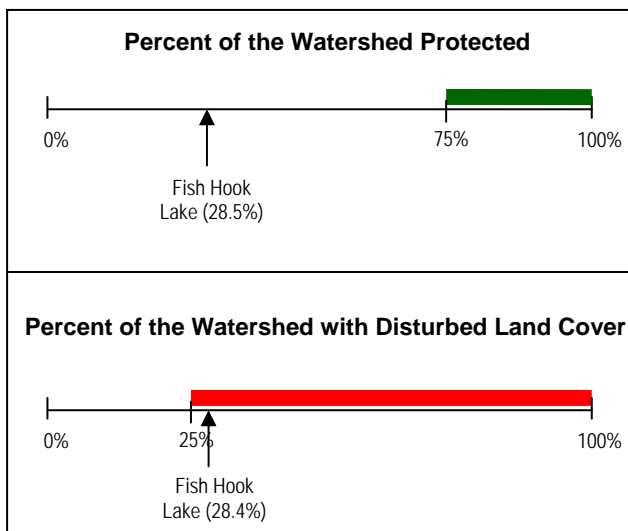 Percent of the Watershed Protected
0%
75%
100%
Fish Hook
Lake (28.5%)
Percent of the Watershed with Disturbed Land Cover
0%
25%
100%
Fish Hook
Lake (28.4%)